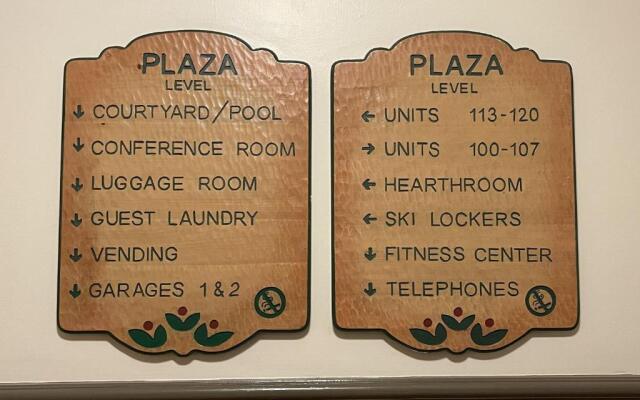 PLAZA
LEVEL
↓ COURTYARD/POOL
↓ CONFERENCE ROOM
↓ LUGGAGE ROOM
↓ GUEST LAUNDRY
↓ VENDING
↓ GARAGES 1&2
PLAZA
LEVEL
← UNITS 113-120
→ UNITS 100-107
← HEARTHROOM
← SKI LOCKERS
↓ FITNESS CENTER
↓ TELEPHONES